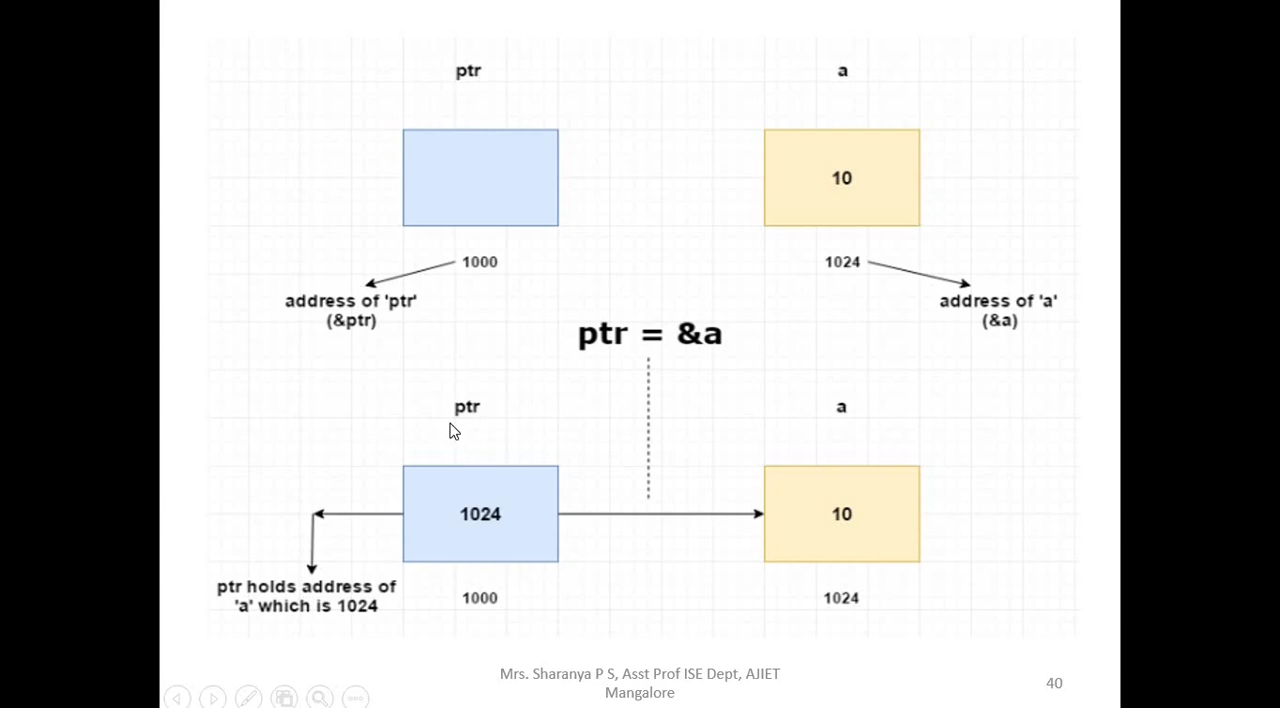 ptr
a
10
1000
1024
address of 'ptr'
(&ptr)
address of 'a'
(&a)
ptr = &a
ptr
a
1024
10
ptr holds address of
'a' which is 1024
1000
1024
Mrs. Sharanya P S, Asst Prof ISE Dept, AJIET
Mangalore
40